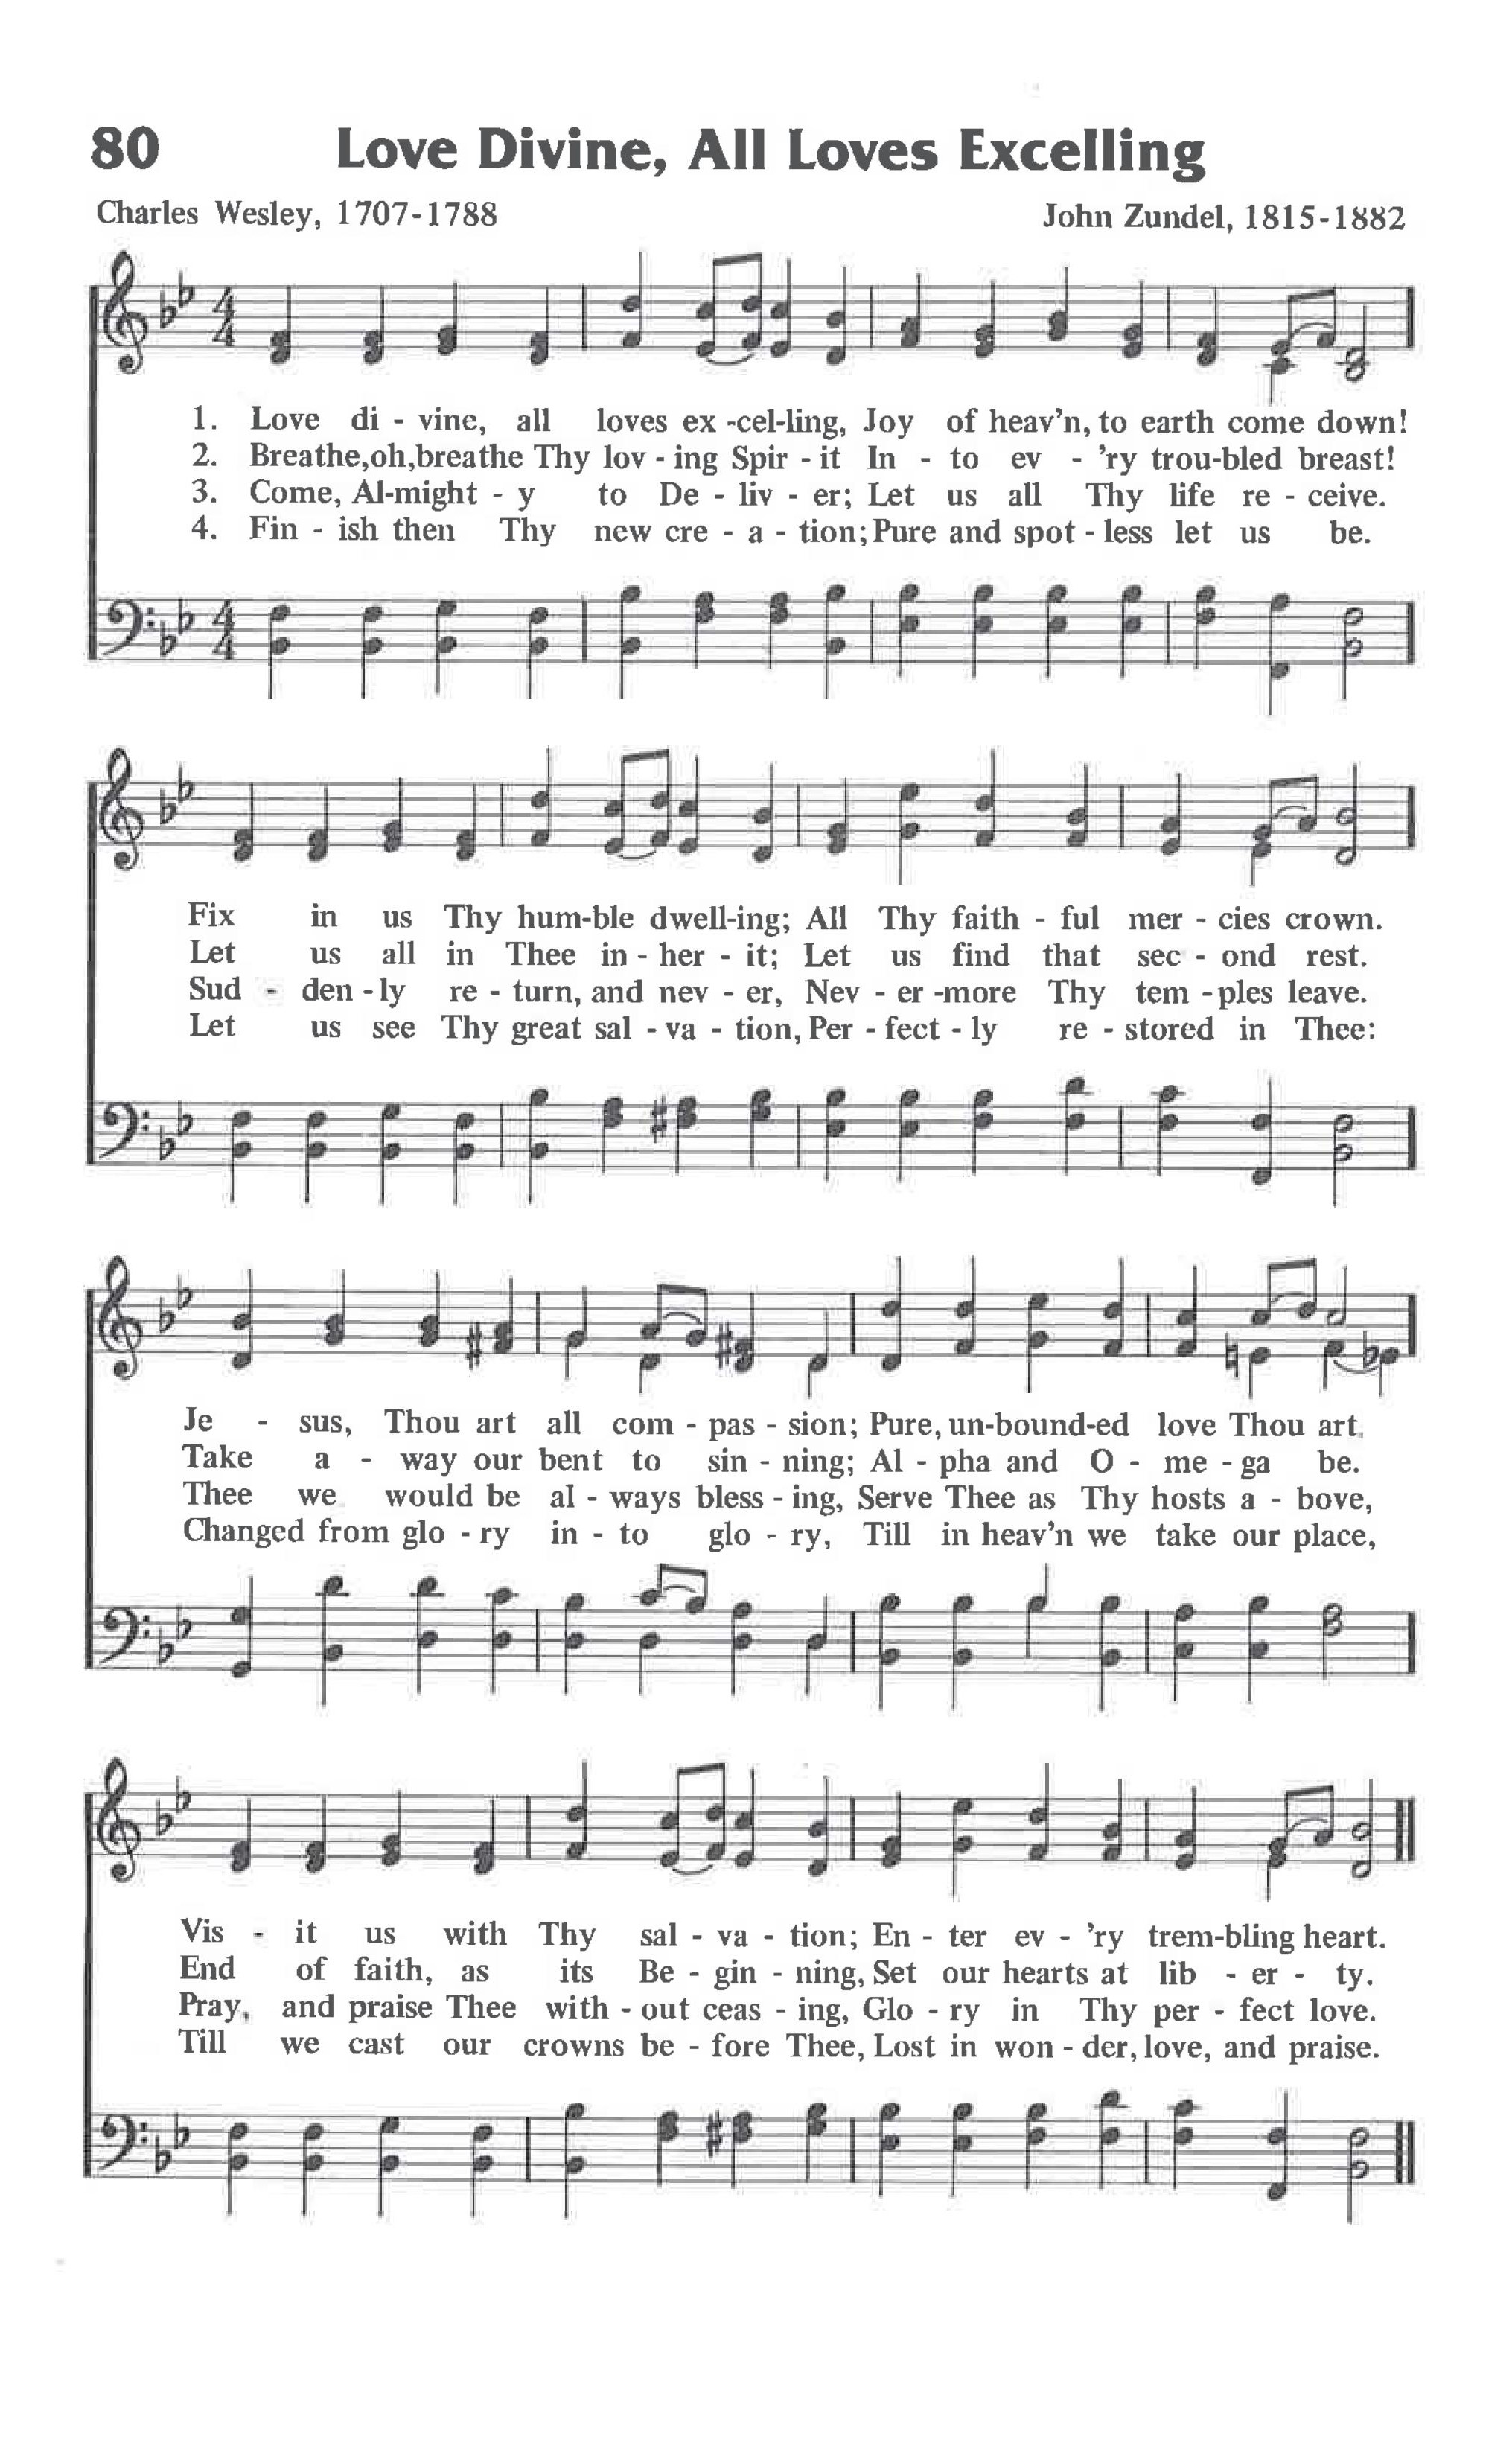 80 Love Divine, All Loves Excelling
Charles Wesley, 1707-1788 John Zundel, 1815-1882
4 4
1. Love di - vine, all loves ex -cel-ling, Joy of heav'n, to earth come down!
2. Breathe,oh,breathe Thy lov - ing Spir - it In - to ev - 'ry trou-bled breast!
3. Come, Al-might - y to De - liv - er; Let us all Thy life re - ceive.
4. Fin - ish then Thy new cre - a - tion; Pure and spot - less let us be.
4 4
Fix in us Thy hum-ble dwell-ing; All Thy faith - ful mer - cies crown.
Let us all in Thee in - her - it; Let us find that sec - ond rest.
Sud - den - ly re - turn, and nev - er, Nev - er -more Thy tem - ples leave.
Let us see Thy great sal - va - tion, Per - fect - ly re - stored in Thee:
Je - sus, Thou art all com - pas - sion; Pure, un-bound-ed love Thou art.
Take a - way our bent to sin - ning; Al - pha and O - me - ga be.
Thee we would be al - ways bless - ing, Serve Thee as Thy hosts a - bove,
Changed from glo - ry in - to glo - ry, Till in heav'n we take our place,
Vis - it us with Thy sal - va - tion; En - ter ev - 'ry trem-bling heart.
End of faith, as its Be - gin - ning, Set our hearts at lib - er - ty.
Pray, and praise Thee with - out ceas - ing, Glo - ry in Thy per - fect love.
Till we cast our crowns be - fore Thee, Lost in won - der, love, and praise.